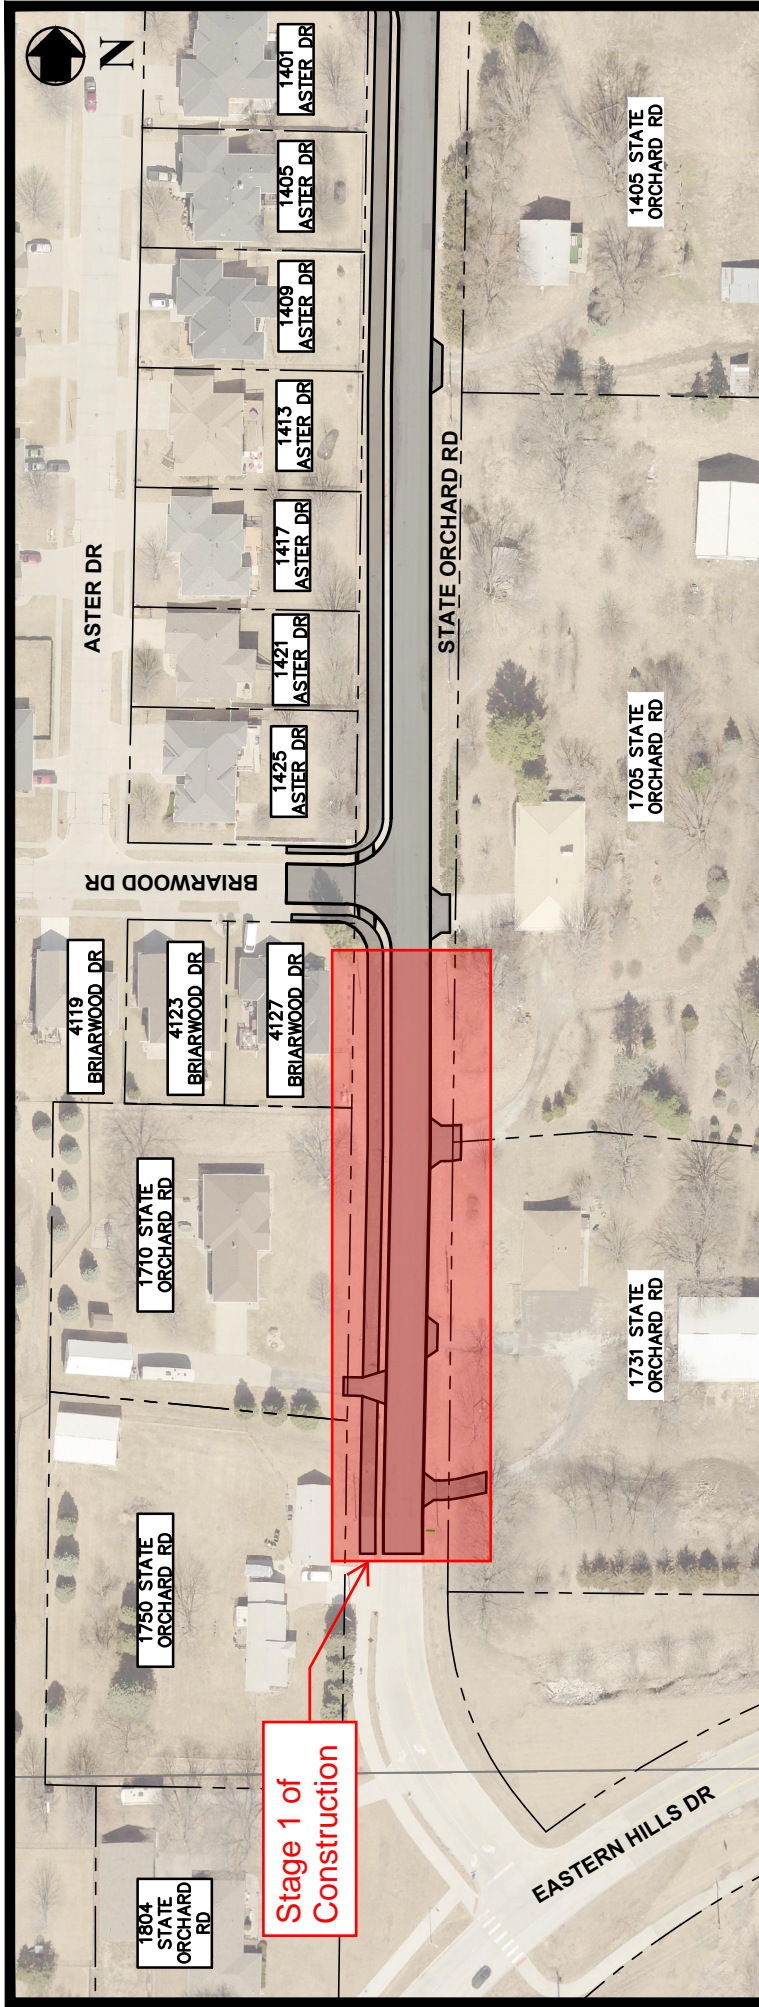 N
1401
ASTER DR
1405
ASTER DR
1409
ASTER DR
1413
ASTER DR
1417
ASTER DR
1421
ASTER DR
1425
ASTER DR
ASTER DR
STATE ORCHARD RD
1405 STATE
ORCHARD RD
1705 STATE
ORCHARD RD
BRIARWOOD DR
4119
BRIARWOOD DR
4123
BRIARWOOD DR
4127
BRIARWOOD DR
1710 STATE
ORCHARD RD
1731 STATE
ORCHARD RD
1750 STATE
ORCHARD RD
Stage 1 of
Construction
1804
STATE
ORCHARD
RD
EASTERN HILLS DR